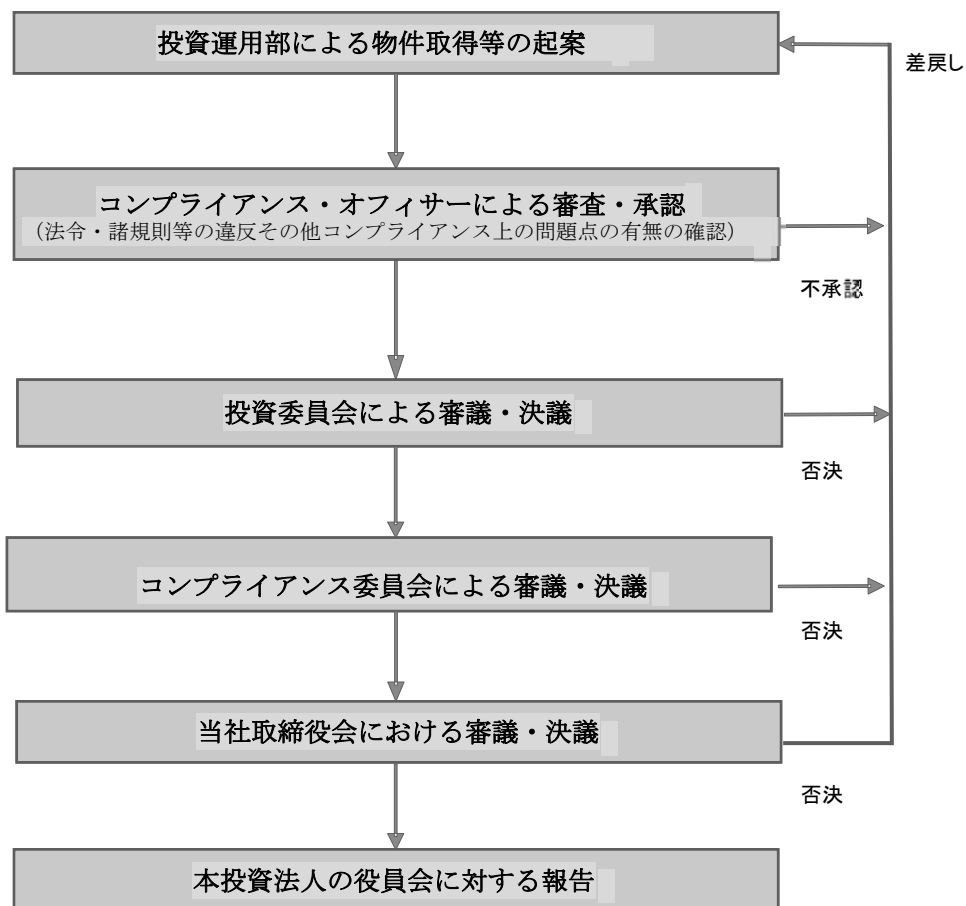 投資運用部による物件取得等の起案
差戻し
コンプライアンス・オフィサーによる審査・承認
（法令・諸規則等の違反その他コンプライアンス上の問題点の有無の確認）
不承認
投資委員会による審議・決議
否決
コンプライアンス委員会による審議・決議
否決
当社取締役会における審議・決議
否決
本投資法人の役員会に対する報告